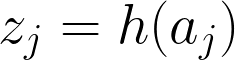 $z_j = h(a_j)$